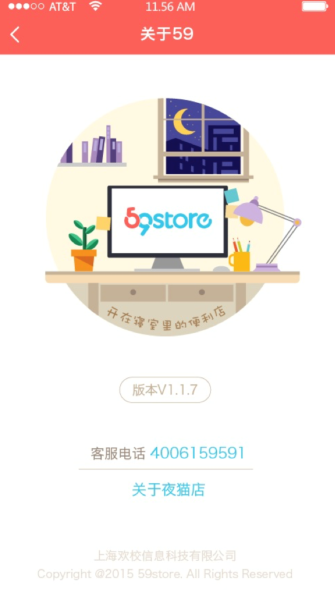 AT&T 11.56 AM
关于59
59store
开在寝室里的便利店
版本V1.1.7
客服电话 4006159591
关于夜猫店
上海欢校信息科技有限公司
Copyright @2015 59store. All Rights Reserved